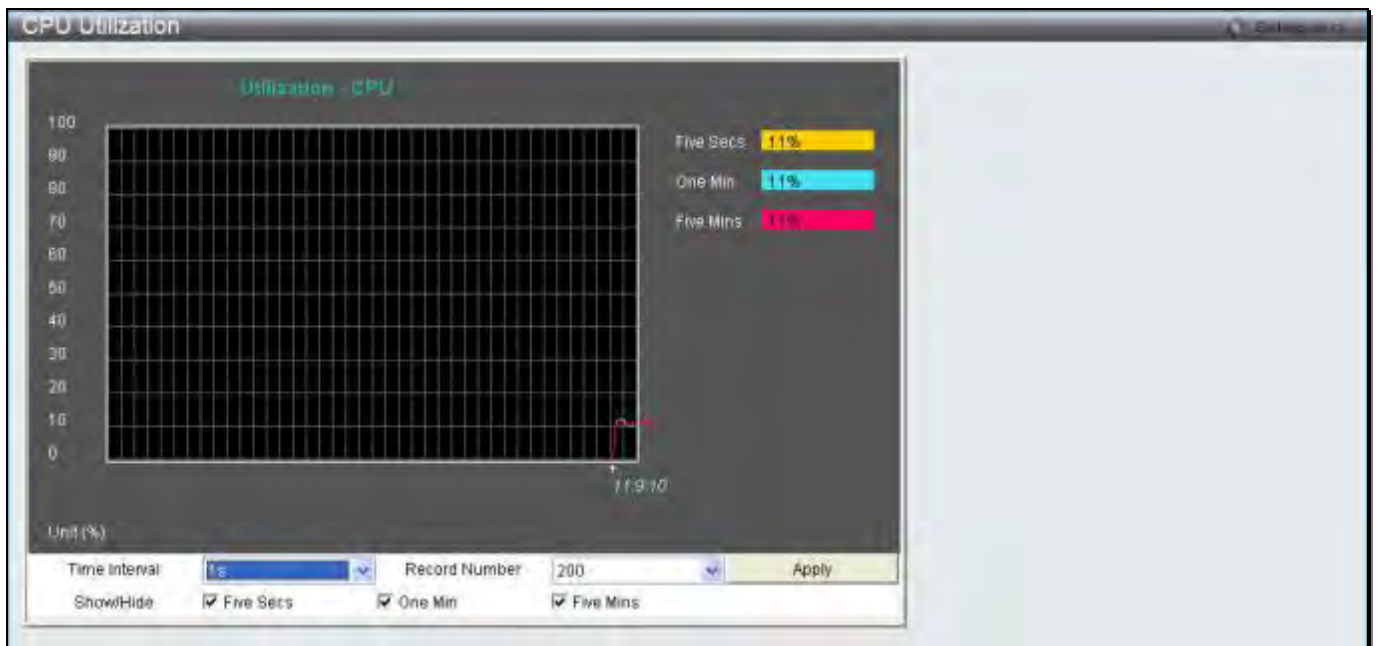 CPU Utilization
Utilization - CPU
100
90
80
70
60
50
40
30
20
10
0
Five Secs 11%
One Min 11%
Five Mins 11%
11:9:10
Unit (%)
Time Interval 1s Record Number 200 Apply
Show/Hide Five Secs One Min Five Mins